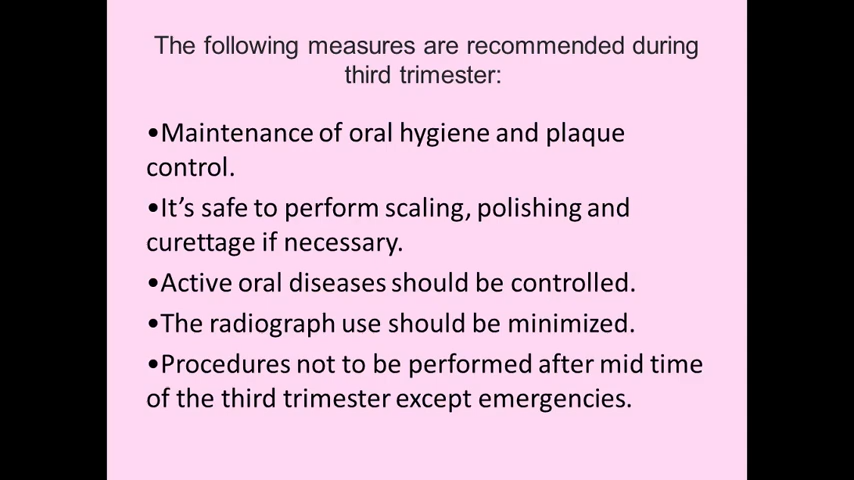 The following measures are recommended during
third trimester:
•Maintenance of oral hygiene and plaque
control.
•It’s safe to perform scaling, polishing and
curettage if necessary.
•Active oral diseases should be controlled.
•The radiograph use should be minimized.
•Procedures not to be performed after mid time
of the third trimester except emergencies.